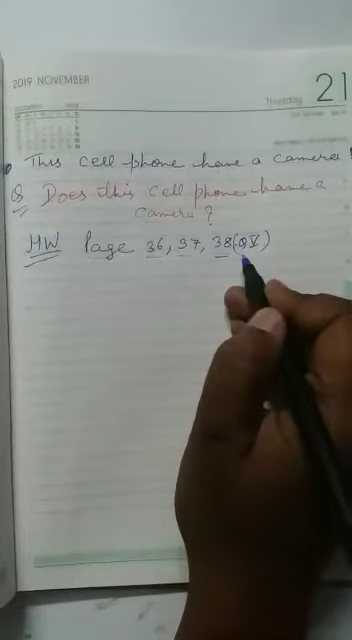 2019 NOVEMBER
Thursday 21
This cell phone have a camera
Q Does this cell phone have a
camera?
HW Page 36, 37, 38(QV)